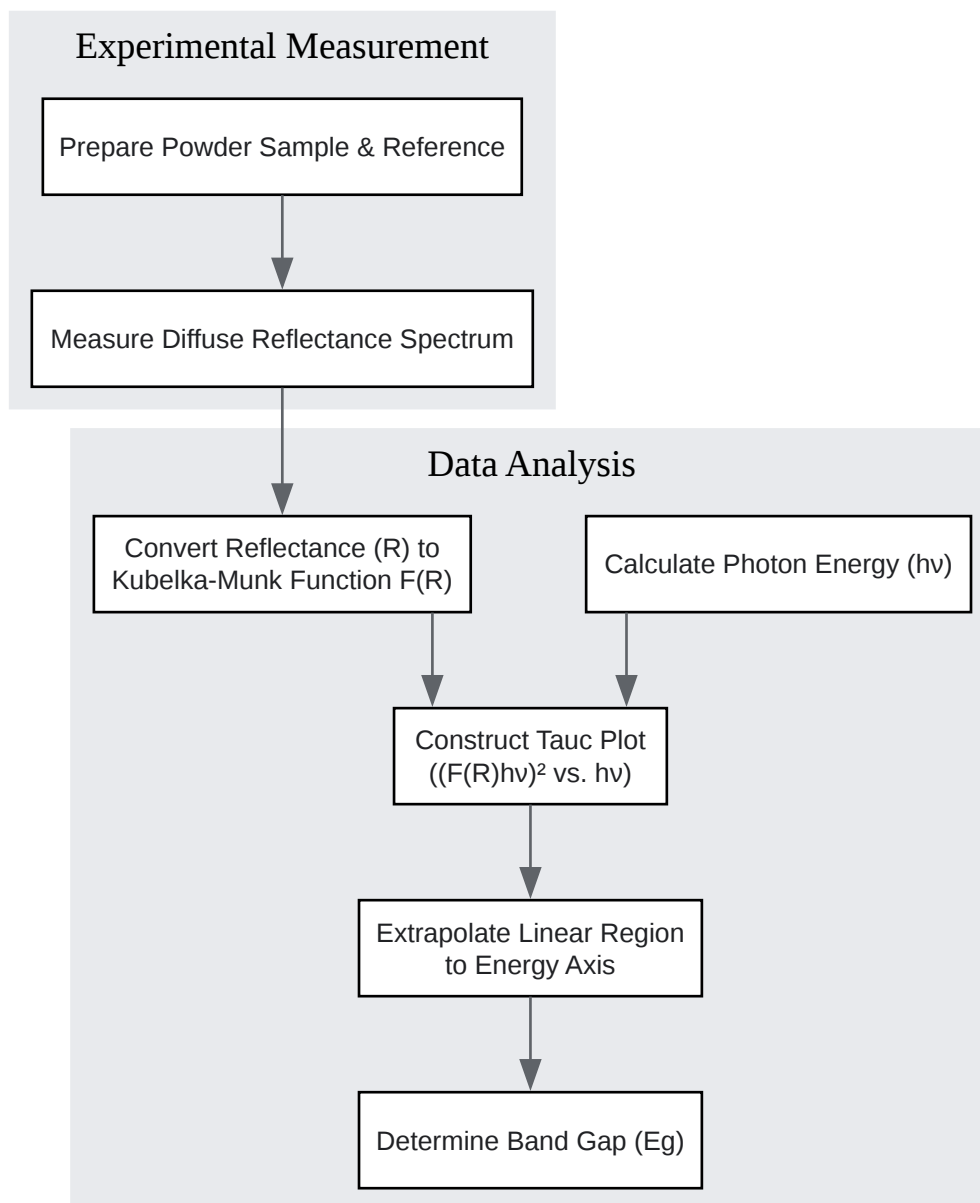 Experimental Measurement
Prepare Powder Sample & Reference
Measure Diffuse Reflectance Spectrum
Data Analysis
Convert Reflectance (R) to
Kubelka-Munk Function F(R)
Calculate Photon Energy (hν)
Construct Tauc Plot
((F(R)hν)² vs. hν)
Extrapolate Linear Region
to Energy Axis
Determine Band Gap (Eg)